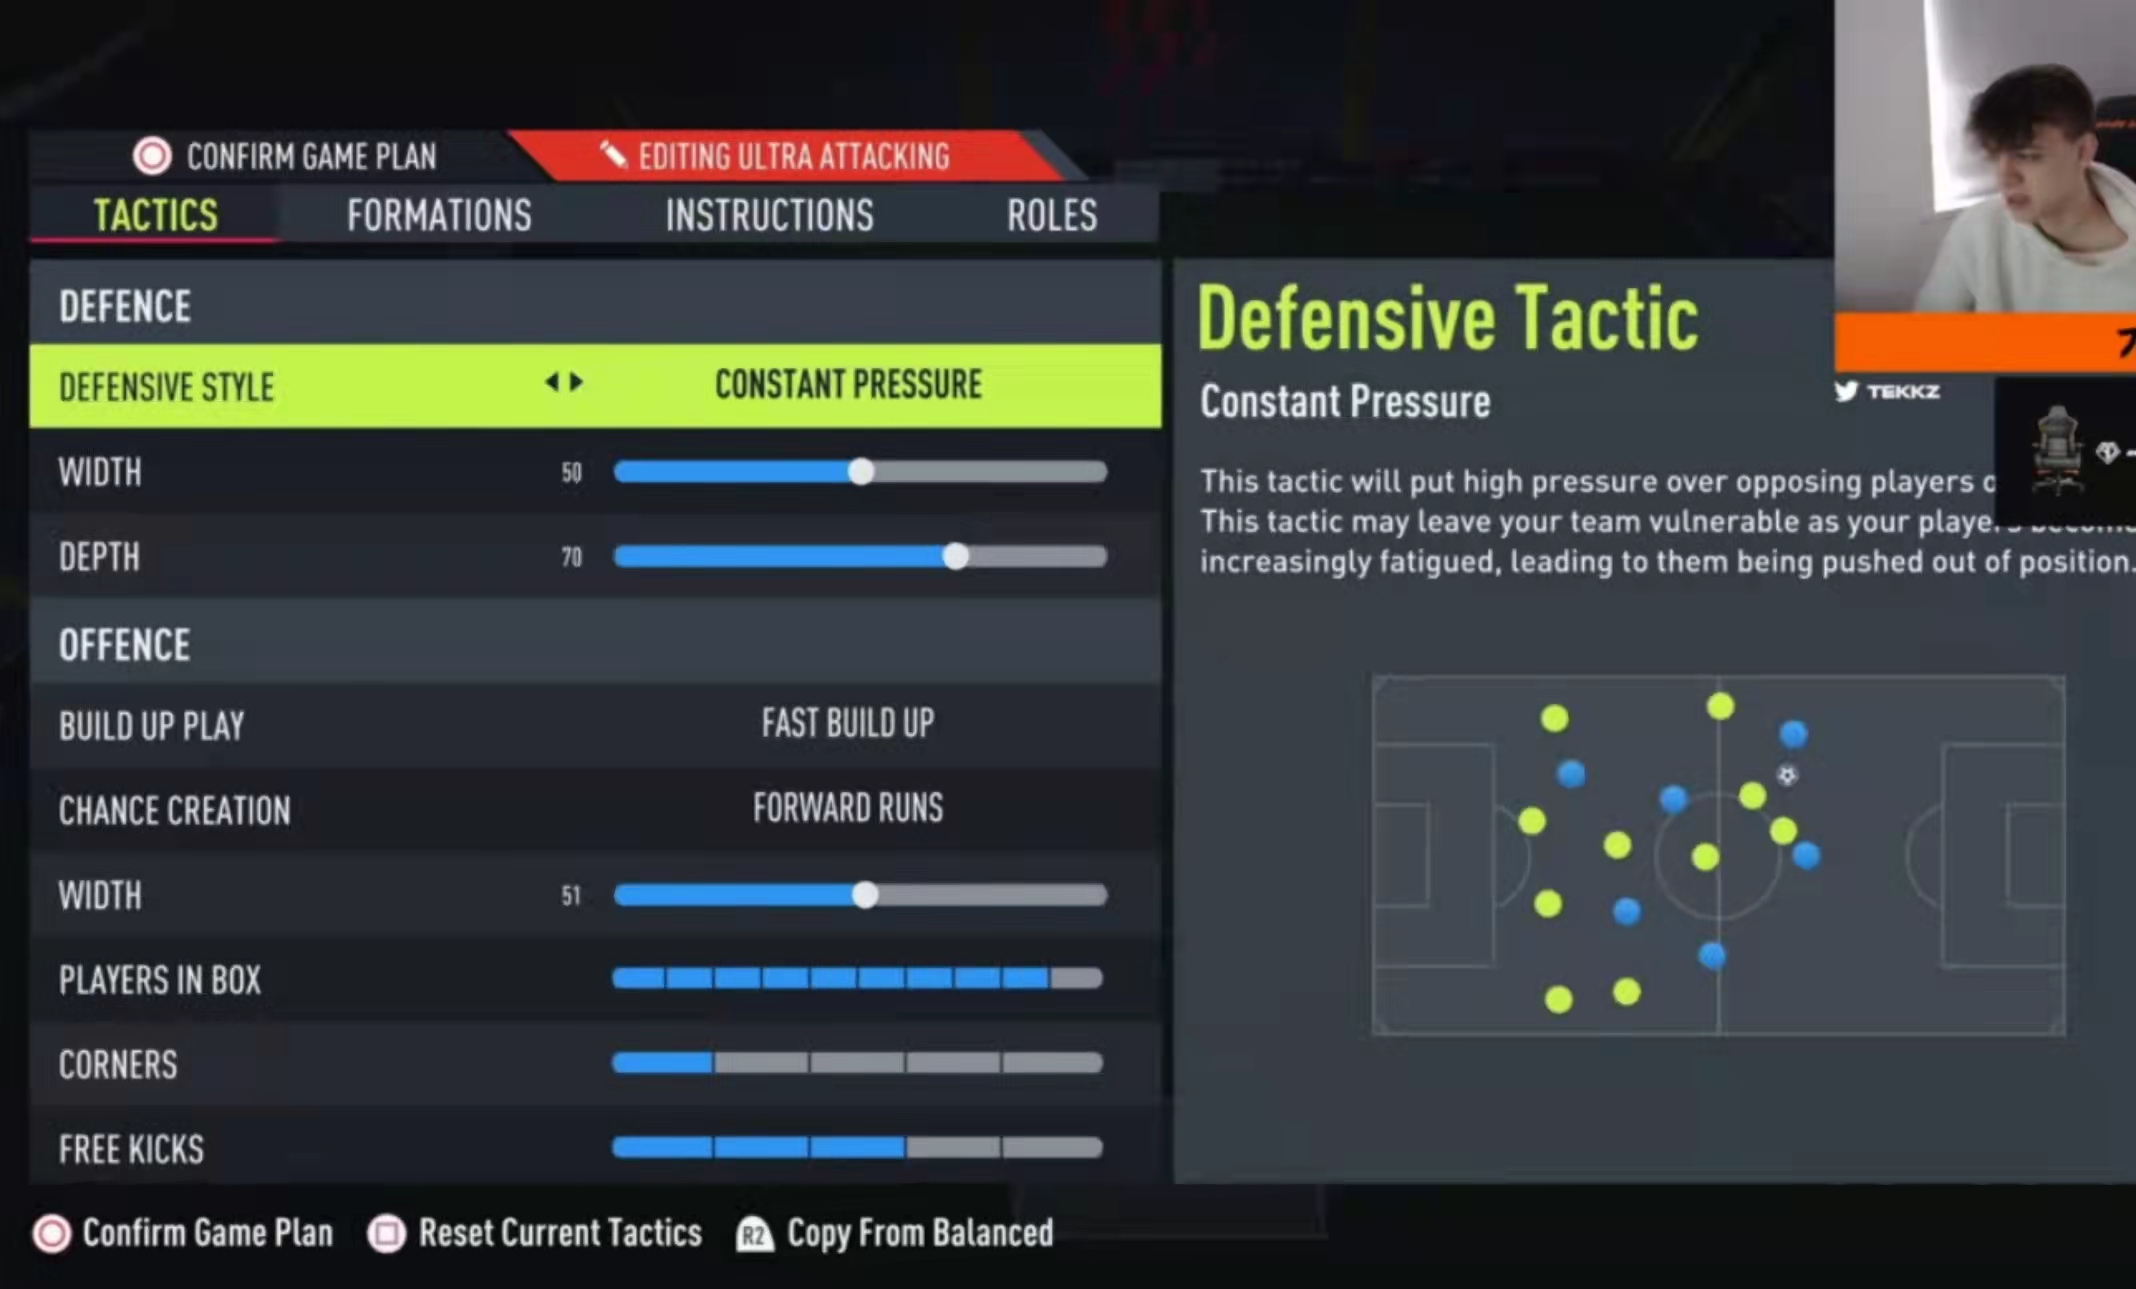 CONFIRM GAME PLAN
EDITING ULTRA ATTACKING
TACTICS FORMATIONS INSTRUCTIONS ROLES
DEFENCE
DEFENSIVE STYLE CONSTANT PRESSURE
WIDTH 50
DEPTH 70
OFFENCE
BUILD UP PLAY FAST BUILD UP
CHANCE CREATION FORWARD RUNS
WIDTH 51
PLAYERS IN BOX
CORNERS
FREE KICKS
Defensive Tactic
Constant Pressure
This tactic will put high pressure over opposing players
This tactic may leave your team vulnerable as your
increasingly fatigued, leading to them being pushed out of position.
TEKKZ
Confirm Game Plan R2 Reset Current Tactics Copy From Balanced